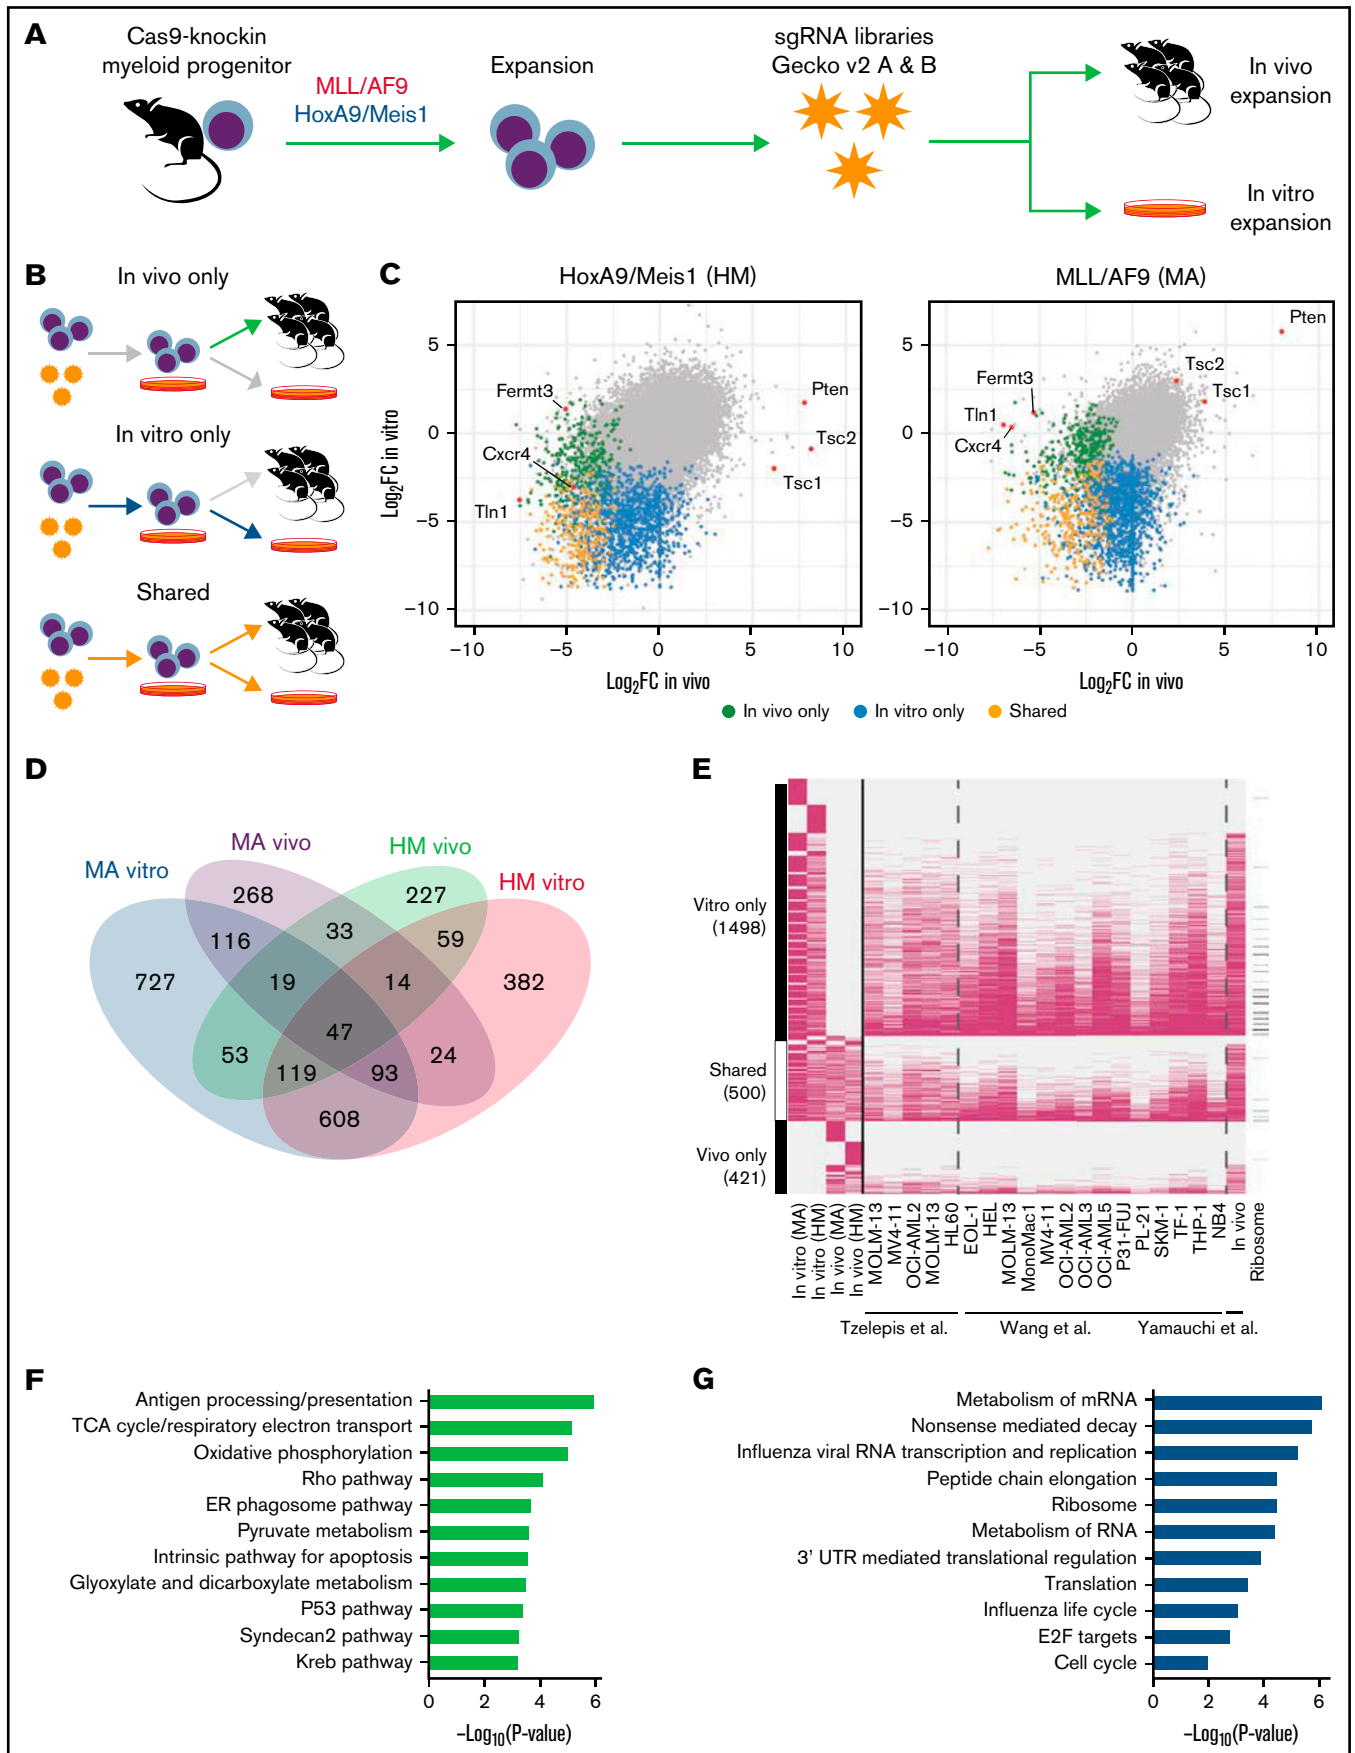 A
Cas9-knockin
myeloid progenitor
MLL/AF9
HoxA9/Meis1
Expansion
sgRNA libraries
Gecko v2 A & B
In vivo
expansion
In vitro
expansion
B
In vivo only
In vitro only
Shared
C
HoxA9/Meis1 (HM)
Log2FC in vitro
5
0
−5
−10
Fermt3
Cxcr4
Tln1
Pten
Tsc2
Tsc1
−10
−5
0
5
10
Log2FC in vivo
MLL/AF9 (MA)
5
0
−5
−10
Fermt3
Tln1
Cxcr4
Pten
Tsc2
Tsc1
−10
−5
0
5
10
Log2FC in vivo
In vivo only
In vitro only
Shared
D
MA vitro
MA vivo
HM vivo
HM vitro
268
227
116
33
59
727
19
14
382
47
53
119
93
24
608
E
Vitro only
(1498)
Shared
(500)
Vivo only
(421)
In vitro (MA)
In vitro (HM)
In vivo (MA)
In vivo (HM)
MOLM-13
MV4-11
OCI-AML2
MOLM-13
HL60
EOL-1
HEL
MOLM-13
MonoMac1
MV4-11
OCI-AML2
OCI-AML3
OCI-AML5
P31-FUJ
PL-21
SKM-1
TF-1
THP-1
NB4
In vivo
Ribosome
Tzelepis et al.
Wang et al.
Yamauchi et al.
F
Antigen processing/presentation
TCA cycle/respiratory electron transport
Oxidative phosphorylation
Rho pathway
ER phagosome pathway
Pyruvate metabolism
Intrinsic pathway for apoptosis
Glyoxylate and dicarboxylate metabolism
P53 pathway
Syndecan2 pathway
Kreb pathway
0
2
4
6
−Log10(P-value)
G
Metabolism of mRNA
Nonsense mediated decay
Influenza viral RNA transcription and replication
Peptide chain elongation
Ribosome
Metabolism of RNA
3' UTR mediated translational regulation
Translation
Influenza life cycle
E2F targets
Cell cycle
0
2
4
6
−Log10(P-value)